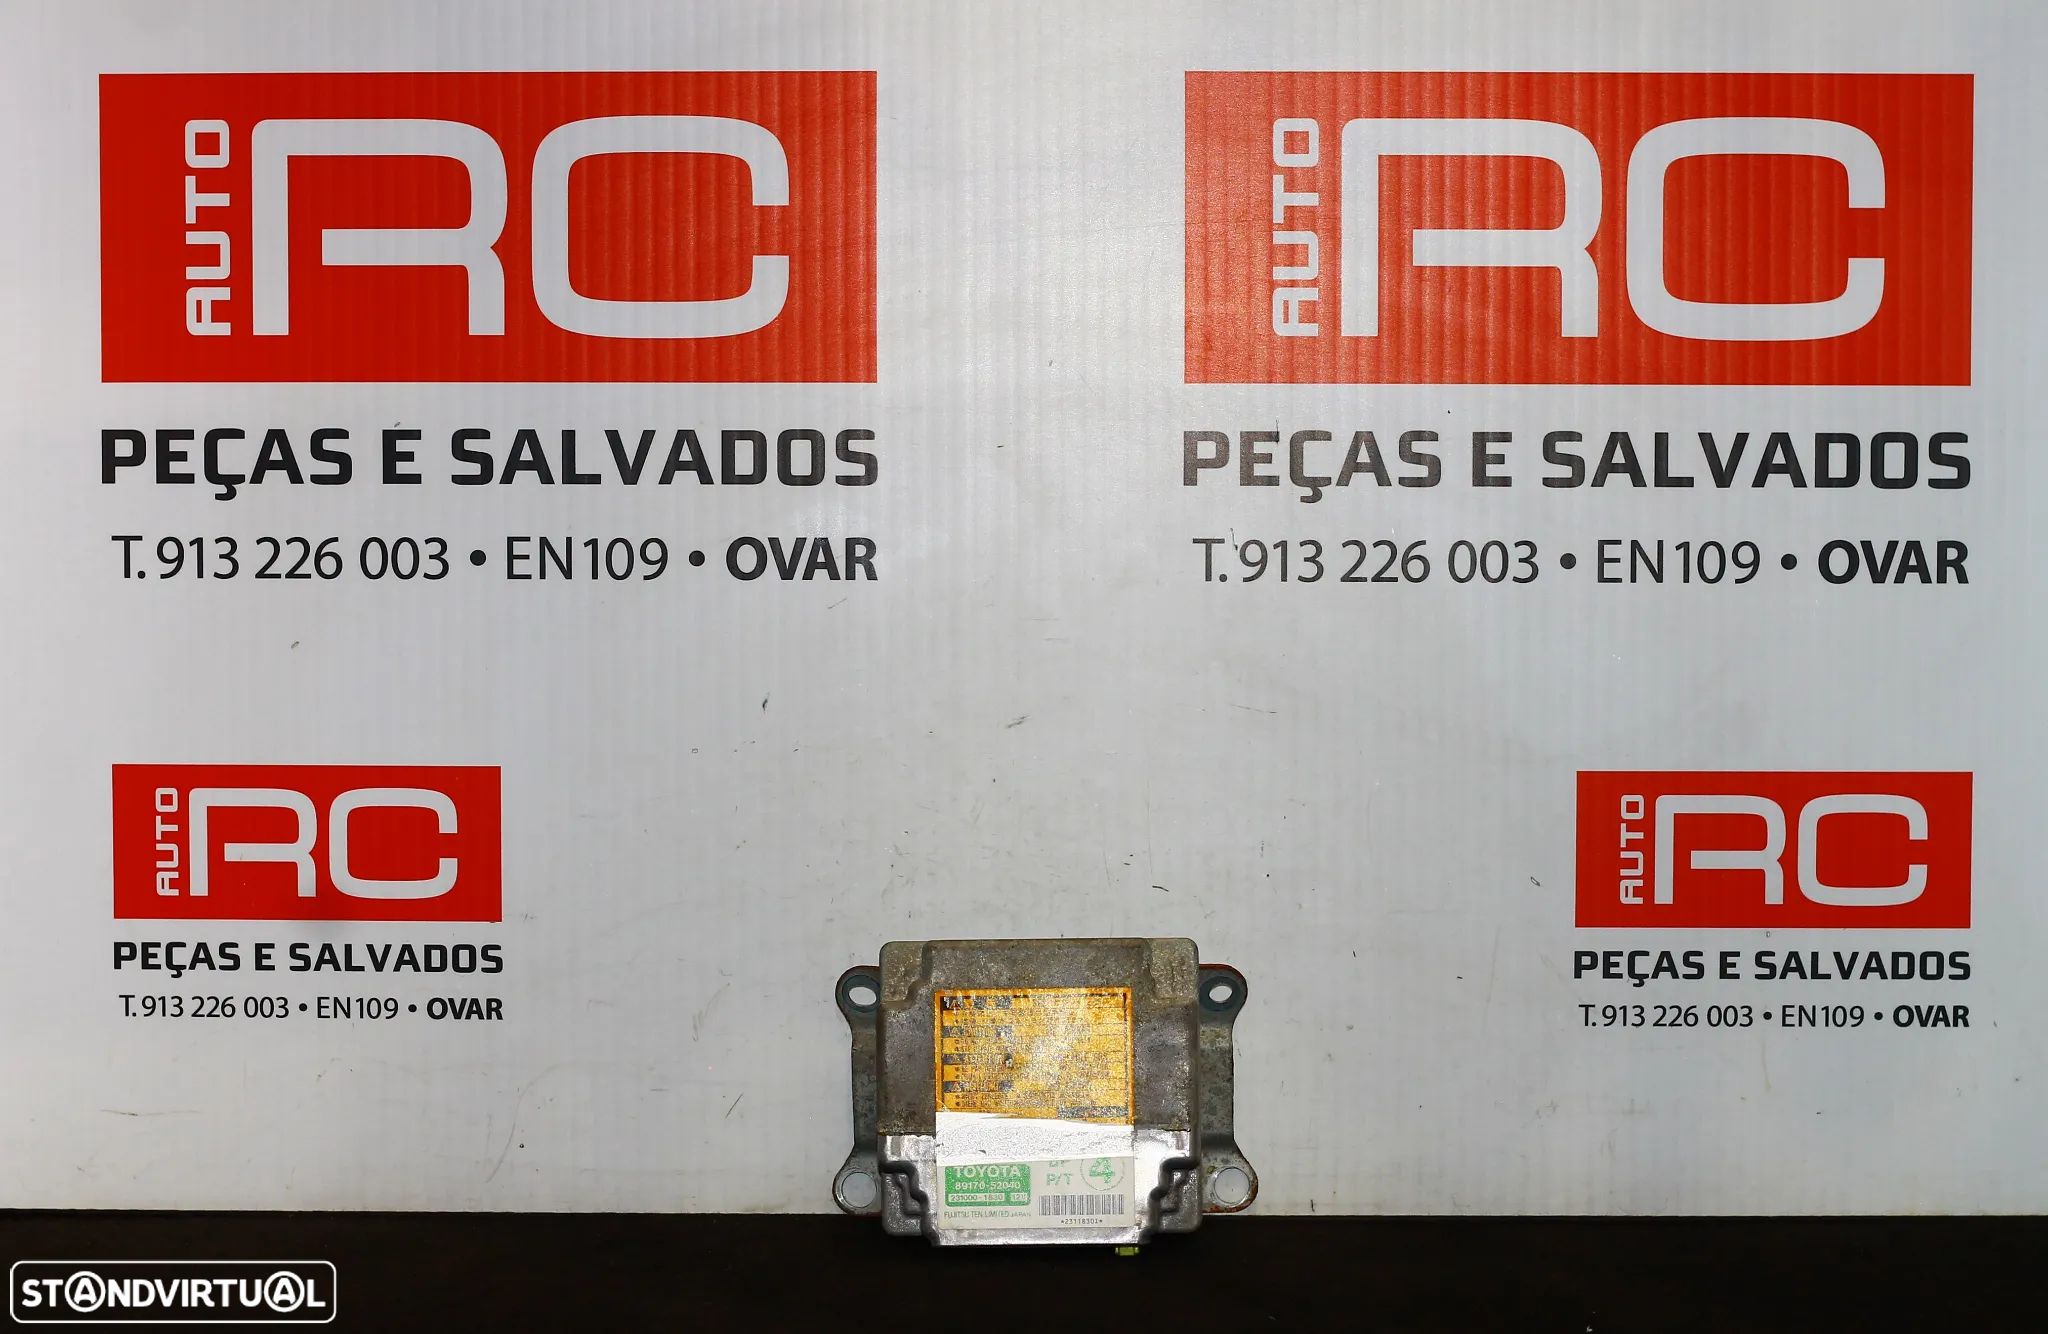 AUTO RC
PEÇAS E SALVADOS
T. 913 226 003 • EN109 • OVAR
AUTO RC
PEÇAS E SALVADOS
T. 913 226 003 • EN109 • OVAR
AUTO RC
PEÇAS E SALVADOS
T. 913 226 003 • EN109 • OVAR
AUTO RC
PEÇAS E SALVADOS
T. 913 226 003 • EN109 • OVAR
TOYOTA
89170-52040
P/T 4
FUJITSU TEN LIMITED JAPAN
*23118301*
STANDVIRTUAL